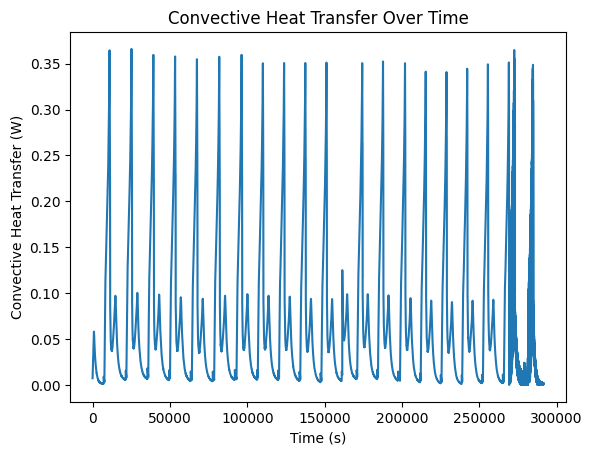 Convective Heat Transfer Over Time
Convective Heat Transfer (W)
0.35
0.30
0.25
0.20
0.15
0.10
0.05
0.00
0 50000 100000 150000 200000 250000 300000
Time (s)